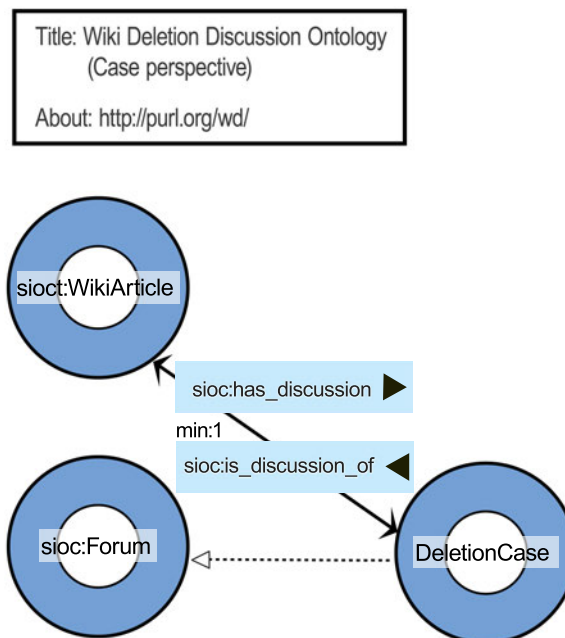 Title: Wiki Deletion Discussion Ontology
(Case perspective)
About: http://purl.org/wd/
sioct:WikiArticle
sioc:has_discussion
min:1
sioc:is_discussion_of
sioc:Forum
DeletionCase